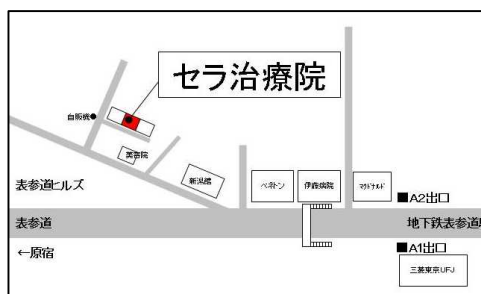 セラ治療院
自販機●
美容院
新潟館
ベネトン
伊藤病院
マクドナルド
表参道ヒルズ
■A2出口
表参道
地下鉄表参道駅
■A1出口
←原宿
三菱東京UFJ